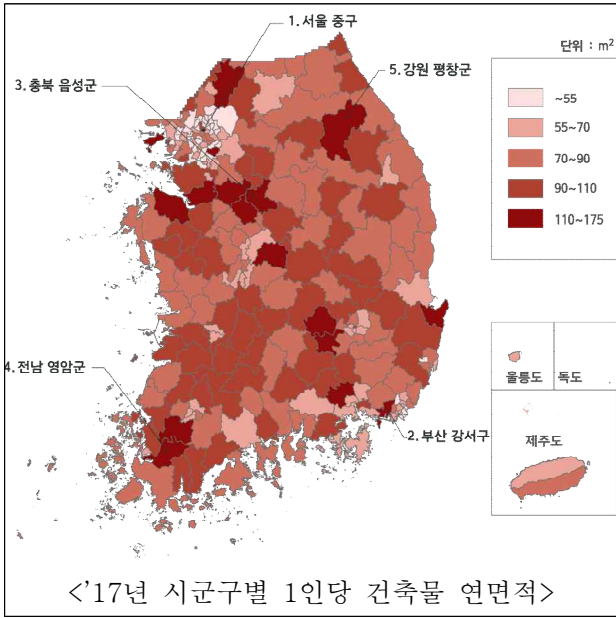 1. 서울 중구
단위 : m²
3. 충북 음성군
5. 강원 평창군
~55
55~70
70~90
90~110
110~175
4. 전남 영암군
2. 부산 강서구
울릉도
독도
제주도
<’17년 시군구별 1인당 건축물 연면적>